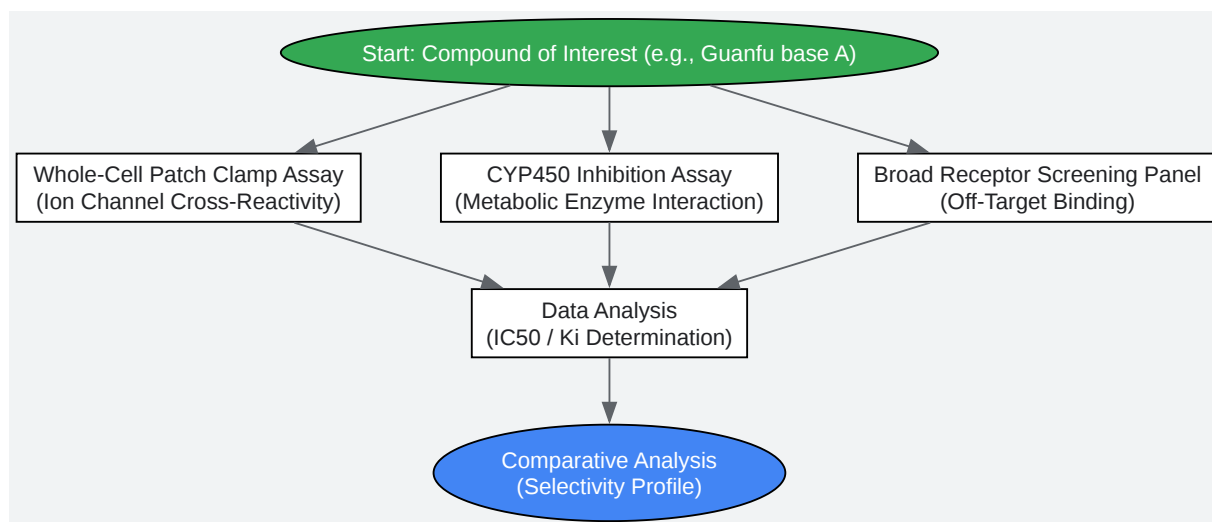 Start: Compound of Interest (e.g., Guanfu base A)
Whole-Cell Patch Clamp Assay
(Ion Channel Cross-Reactivity)
CYP450 Inhibition Assay
(Metabolic Enzyme Interaction)
Broad Receptor Screening Panel
(Off-Target Binding)
Data Analysis
(IC50 / Ki Determination)
Comparative Analysis
(Selectivity Profile)